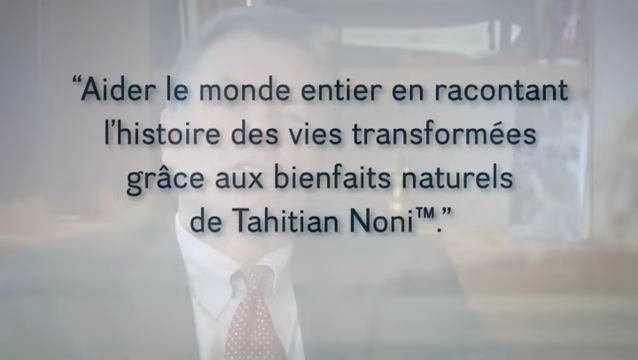 “Aider le monde entier en racontant
l’histoire des vies transformées
grâce aux bienfaits naturels
de Tahitian Noni™.”